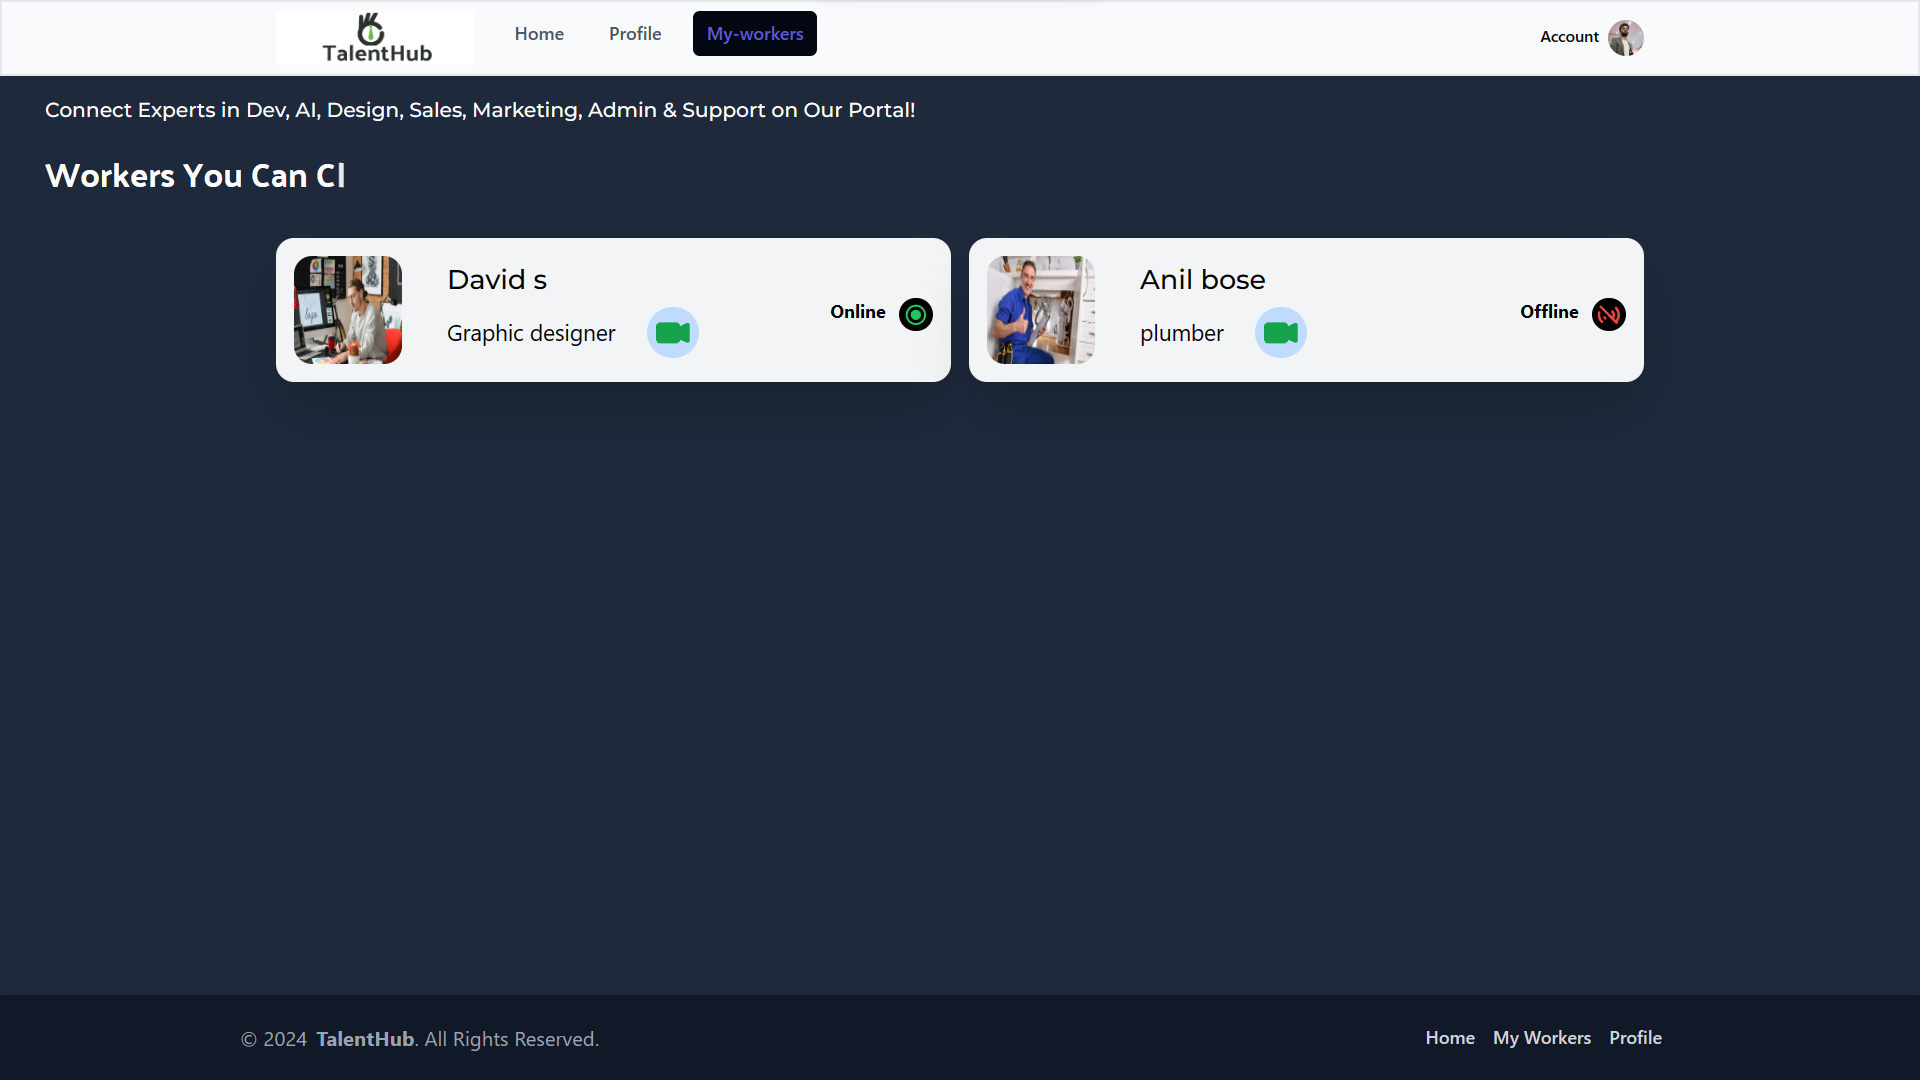 TalentHub
Home Profile My-workers
Account
Connect Experts in Dev, AI, Design, Sales, Marketing, Admin & Support on Our Portal!
Workers You Can Cl
David s
Graphic designer
Online
Anil bose
plumber
Offline
logo
© 2024 TalentHub. All Rights Reserved.
Home My Workers Profile